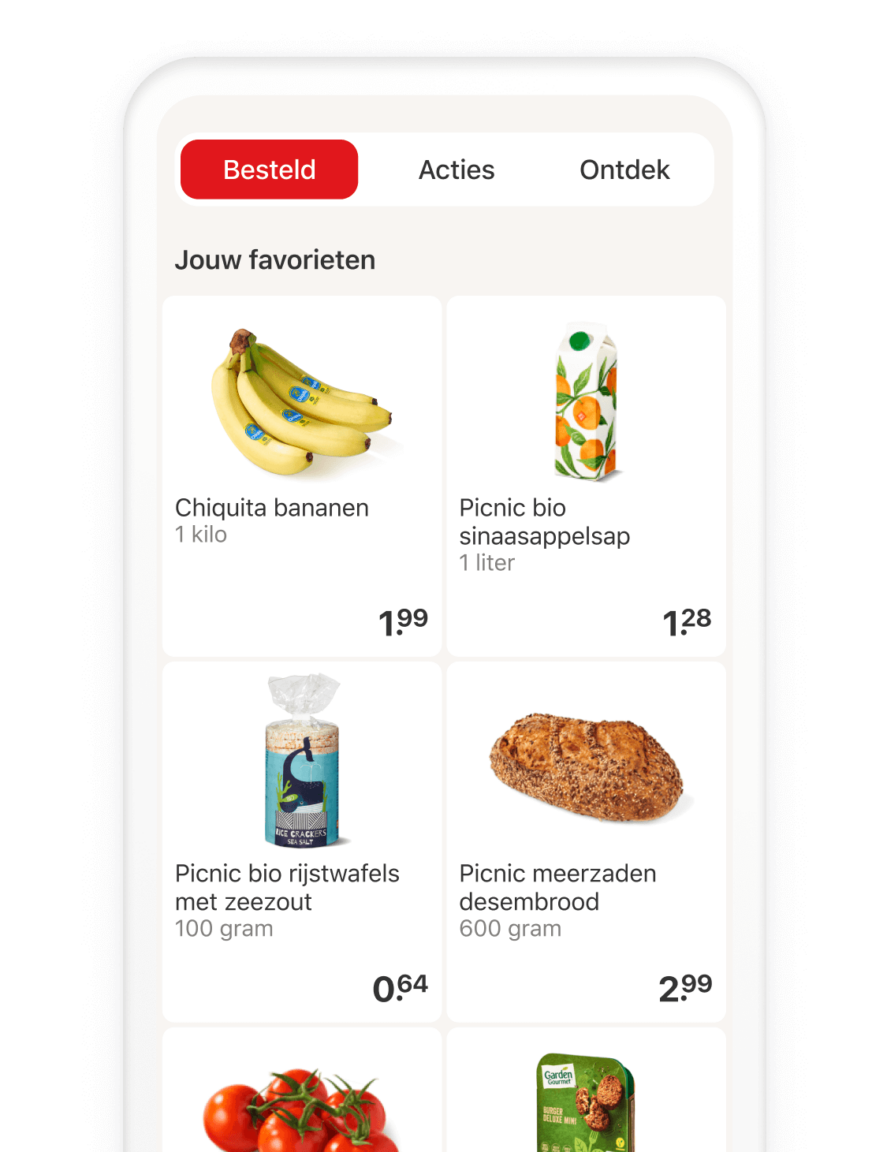 Besteld Acties Ontdek
Jouw favorieten
Chiquita bananen
1 kilo
1.99
Picnic bio
sinaasappelsap
1 liter
1.28
RICE CRACKERS
SEA SALT
Picnic bio rijstwafels
met zeezout
100 gram
0.64
Picnic meerzaden
desembrood
600 gram
2.99
Garden
Gourmet
BURGER
DELUXE MINI